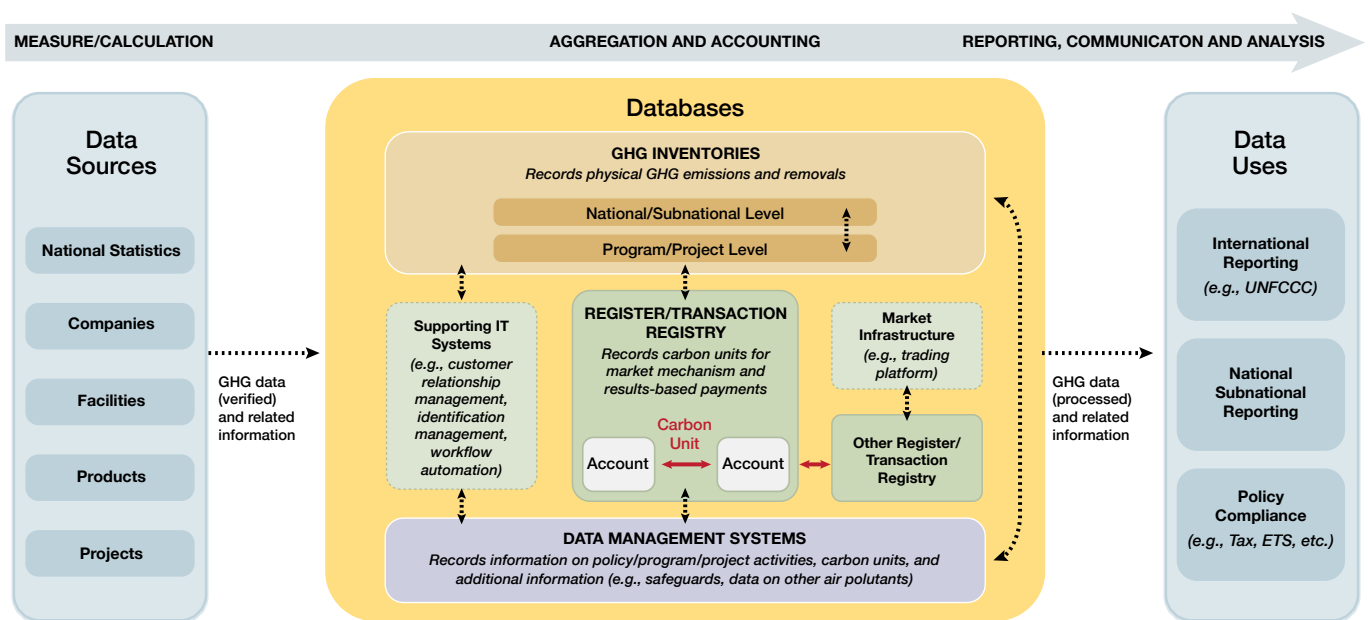 MEASURE/CALCULATION
AGGREGATION AND ACCOUNTING
REPORTING, COMMUNICATON AND ANALYSIS
Data
Sources
National Statistics
Companies
Facilities
Products
Projects
GHG data
(verified)
and related
information
Databases
GHG INVENTORIES
Records physical GHG emissions and removals
National/Subnational Level
Program/Project Level
Supporting IT
Systems
(e.g., customer
relationship
management,
identification
management,
workflow
automation)
REGISTER/TRANSACTION
REGISTRY
Records carbon units for
market mechanism and
results-based payments
Carbon
Unit
Account
Account
Market
Infrastructure
(e.g., trading
platform)
Other Register/
Transaction
Registry
DATA MANAGEMENT SYSTEMS
Records information on policy/program/project activities, carbon units, and
additional information (e.g., safeguards, data on other air polutants)
GHG data
(processed)
and related
information
Data
Uses
International
Reporting
(e.g., UNFCCC)
National
Subnational
Reporting
Policy
Compliance
(e.g., Tax, ETS, etc.)